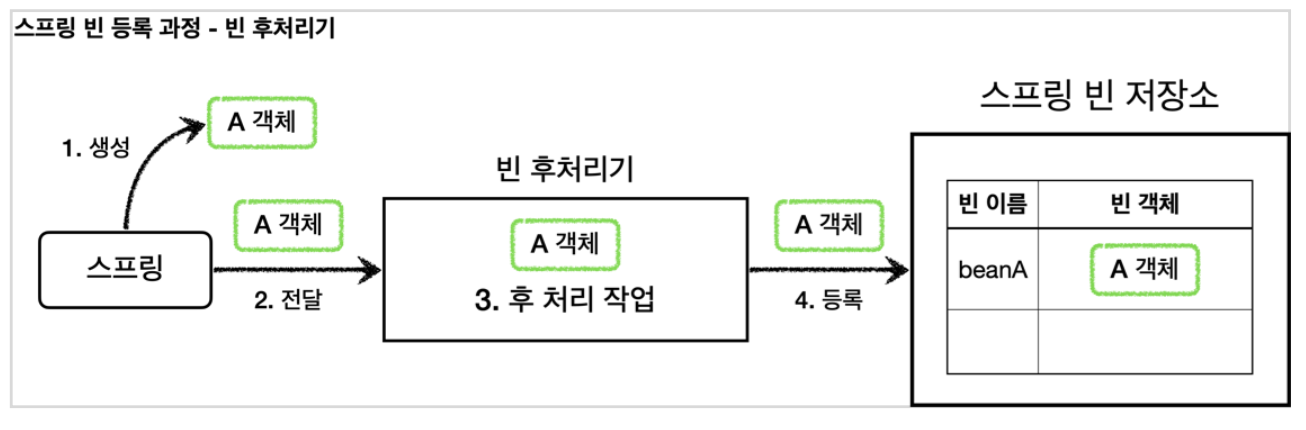 스프링 빈 등록 과정 - 빈 후처리기
A 객체
1. 생성
스프링
A 객체
2. 전달
빈 후처리기
A 객체
3. 후 처리 작업
A 객체
4. 등록
스프링 빈 저장소
빈 이름 빈 객체
beanA A 객체